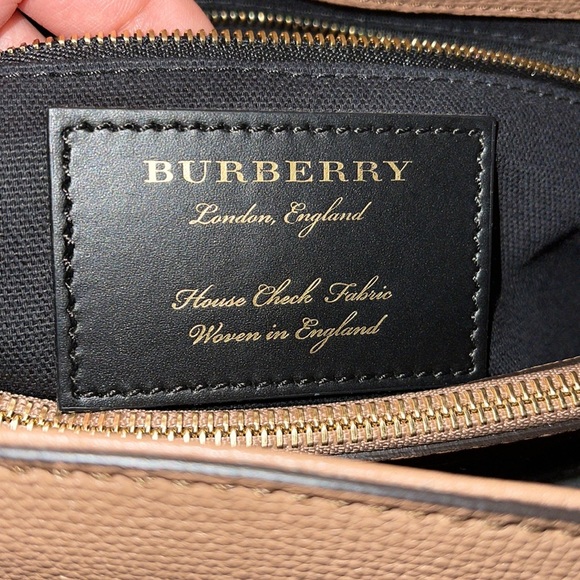 BURBERRY
London, England
House Check Fabric
Woven in England